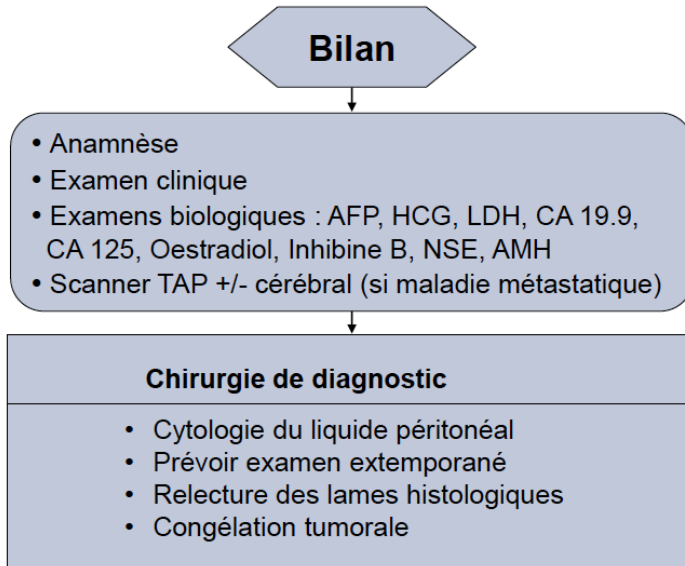 Bilan
• Anamnèse
• Examen clinique
• Examens biologiques : AFP, HCG, LDH, CA 19.9,
CA 125, Oestradiol, Inhibine B, NSE, AMH
• Scanner TAP +/- cérébral (si maladie métastatique)
Chirurgie de diagnostic
• Cytologie du liquide péritonéal
• Prévoir examen extemporané
• Relecture des lames histologiques
• Congélation tumorale